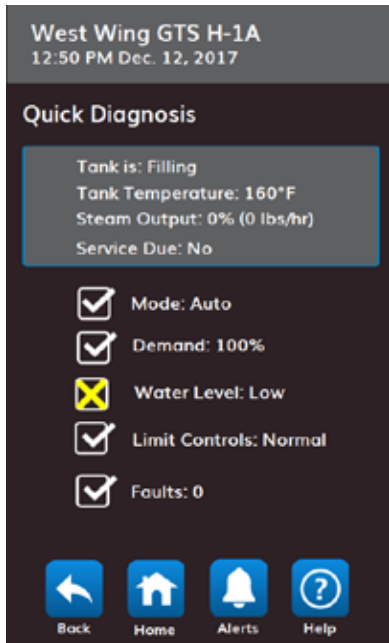 West Wing GTS H-1A
12:50 PM Dec. 12, 2017
Quick Diagnosis
Tank is: Filling
Tank Temperature: 160°F
Steam Output: 0% (0 lbs/hr)
Service Due: No
Mode: Auto
Demand: 100%
Water Level: Low
Limit Controls: Normal
Faults: 0
Back Home Alerts Help